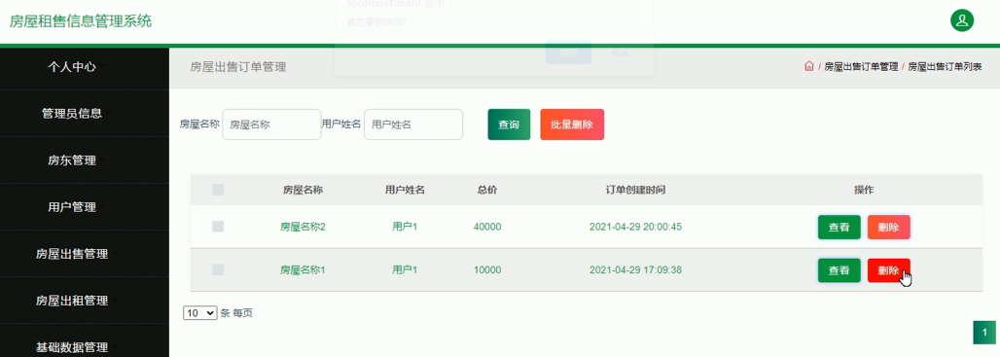 房屋租售信息管理系统
localhost:8080 显示
真的要删除吗?
个人中心
管理员信息
房东管理
用户管理
房屋出售管理
房屋出租管理
基础数据管理
房屋出售订单管理
/ 房屋出售订单管理 / 房屋出售订单列表
房屋名称 房屋名称 用户姓名 用户姓名 查询 批量删除
房屋名称 用户姓名 总价 订单创建时间 操作
房屋名称2 用户1 40000 2021-04-29 20:00:45 查看 删除
房屋名称1 用户1 10000 2021-04-29 17:09:38 查看 删除
10 条 每页
1